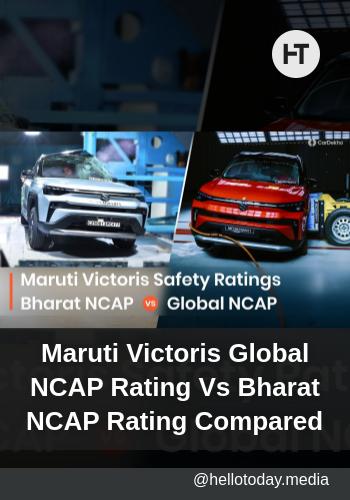 HT
CarDekho
Maruti Victoris Safety Ratings
Bharat NCAP VS Global NCAP
Maruti Victoris Global
NCAP Rating Vs Bharat
NCAP Rating Compared
@hellotoday.media